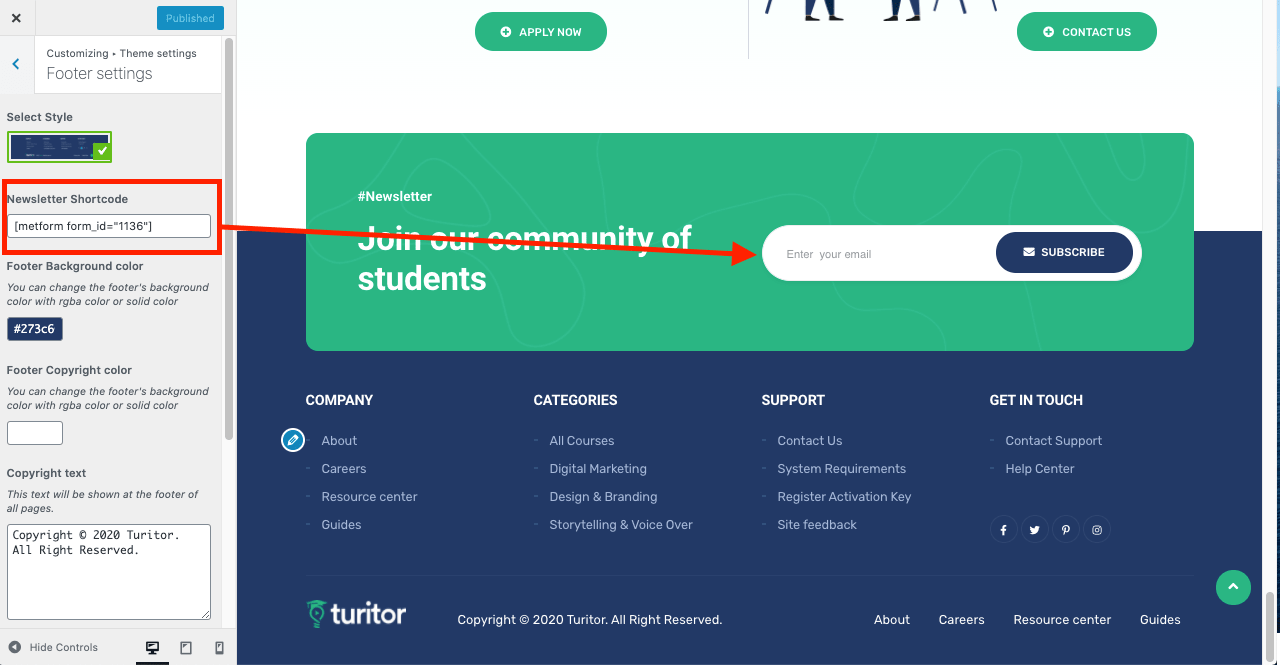 Published
Customizing ▸ Theme settings
Footer settings
Select Style
Newsletter Shortcode
[metform form_id="1136"]
Footer Background color
You can change the footer's background
color with rgba color or solid color
#273c6
Footer Copyright color
You can change the footer's background
color with rgba color or solid color
Copyright text
This text will be shown at the footer of
all pages.
Copyright © 2020 Turitor.
All Right Reserved.
Hide Controls
APPLY NOW
CONTACT US
#Newsletter
Join our community of
students
Enter your email
SUBSCRIBE
COMPANY
About
Careers
Resource center
Guides
CATEGORIES
All Courses
Digital Marketing
Design & Branding
Storytelling & Voice Over
SUPPORT
Contact Us
System Requirements
Register Activation Key
Site feedback
GET IN TOUCH
Contact Support
Help Center
turitor
Copyright © 2020 Turitor. All Right Reserved.
About Careers Resource center Guides